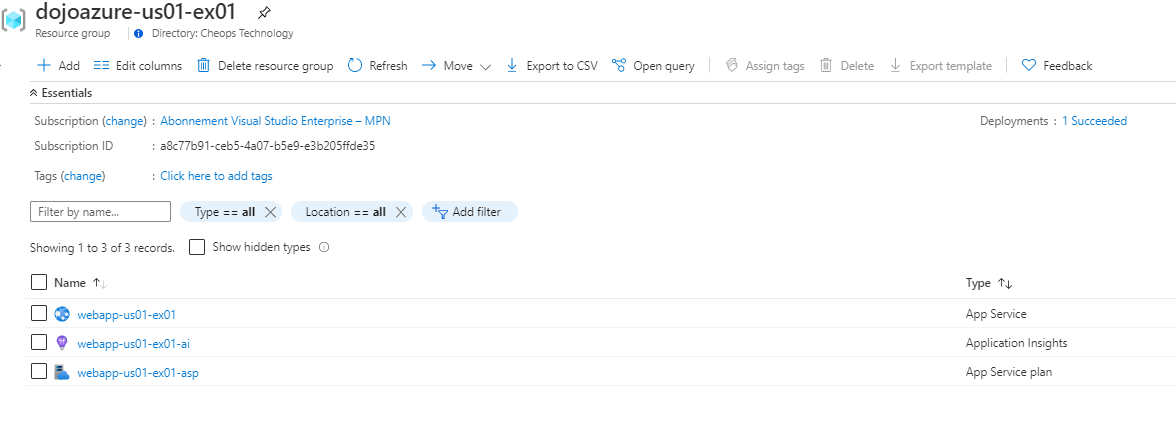 dojoazure-us01-ex01
Resource group Directory: Cheops Technology
Add Edit columns Delete resource group Refresh Move Export to CSV Open query Assign tags Delete Export template Feedback
Essentials
Subscription (change) : Abonnement Visual Studio Enterprise – MPN Deployments : 1 Succeeded
Subscription ID : a8c77b91-ceb5-4a07-b5e9-e3b205ffde35
Tags (change) : Click here to add tags
Filter by name... Type == all Location == all Add filter
Showing 1 to 3 of 3 records. Show hidden types
Name Type
webapp-us01-ex01 App Service
webapp-us01-ex01-ai Application Insights
webapp-us01-ex01-asp App Service plan